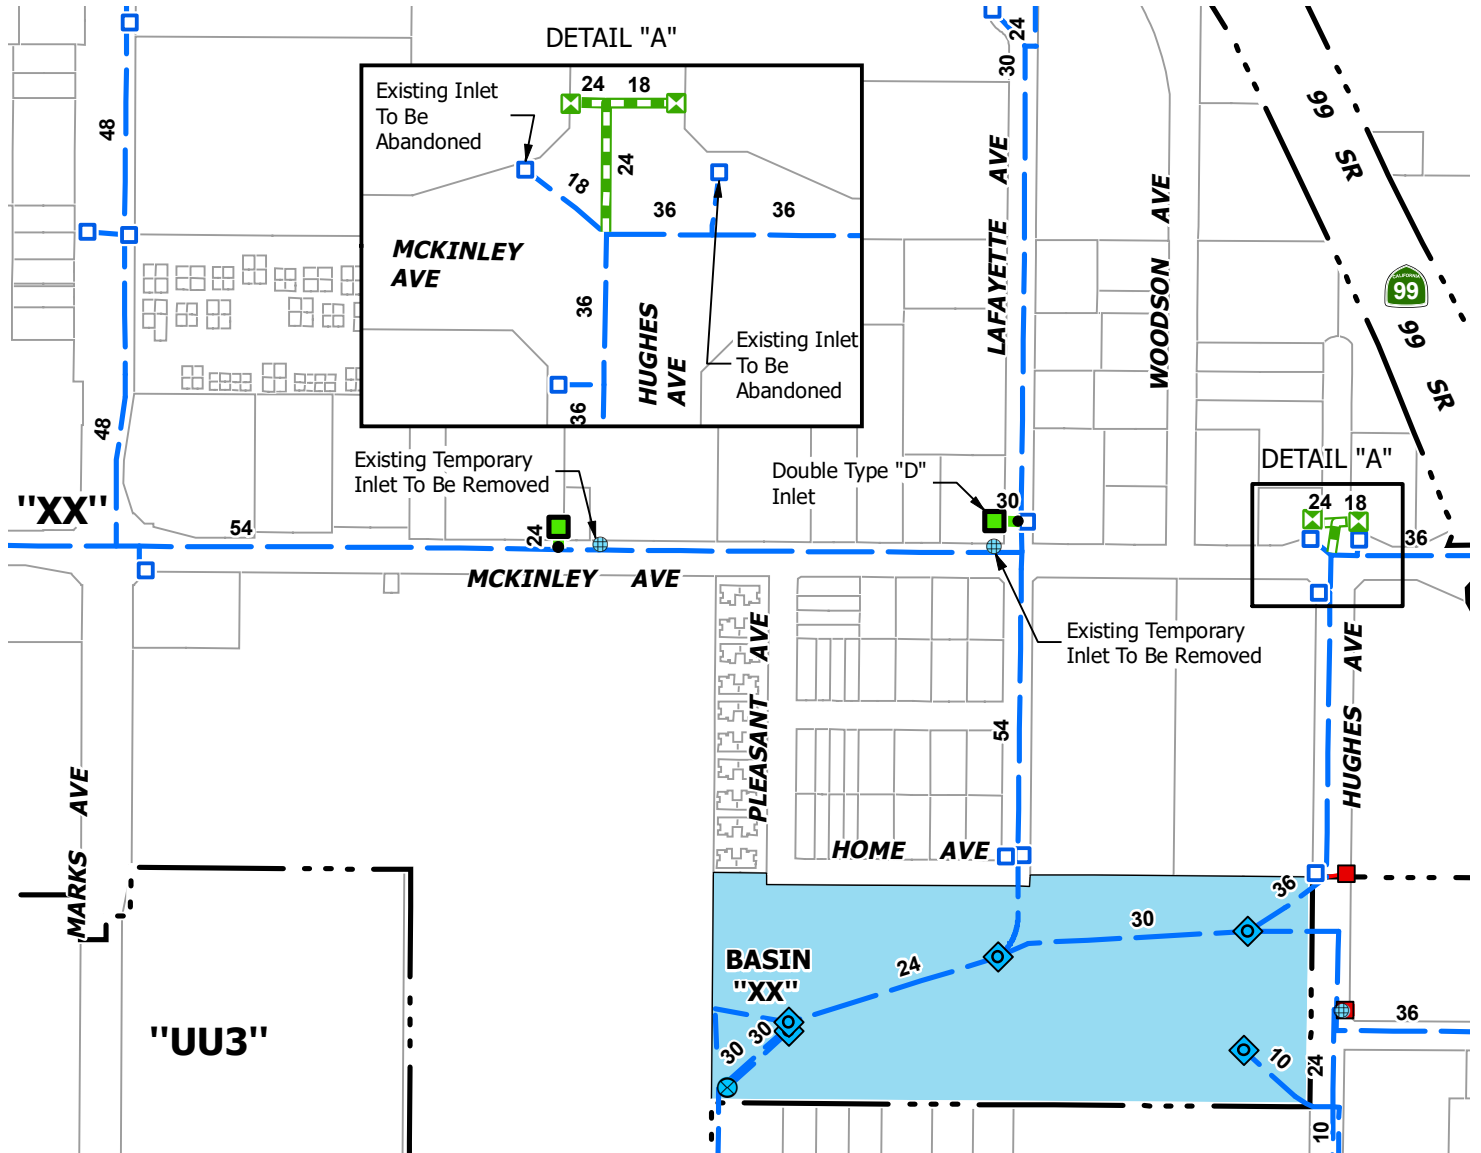 DETAIL "A"
24
18
Existing Inlet
To Be
Abandoned
24
18
36
36
MCKINLEY
AVE
36
HUGHES
AVE
Existing Inlet
To Be
Abandoned
36
24
30
48
48
LAFAYETTE AVE
WOODSON AVE
99
SR
CALIFORNIA
99
99
SR
"XX"
54
Existing Temporary
Inlet To Be Removed
24
Double Type "D"
Inlet
30
DETAIL "A"
24
18
36
MCKINLEY AVE
Existing Temporary
Inlet To Be Removed
PLEASANT AVE
54
HUGHES AVE
MARKS AVE
HOME AVE
36
30
24
BASIN
"XX"
30
30
"UU3"
36
10
24
10